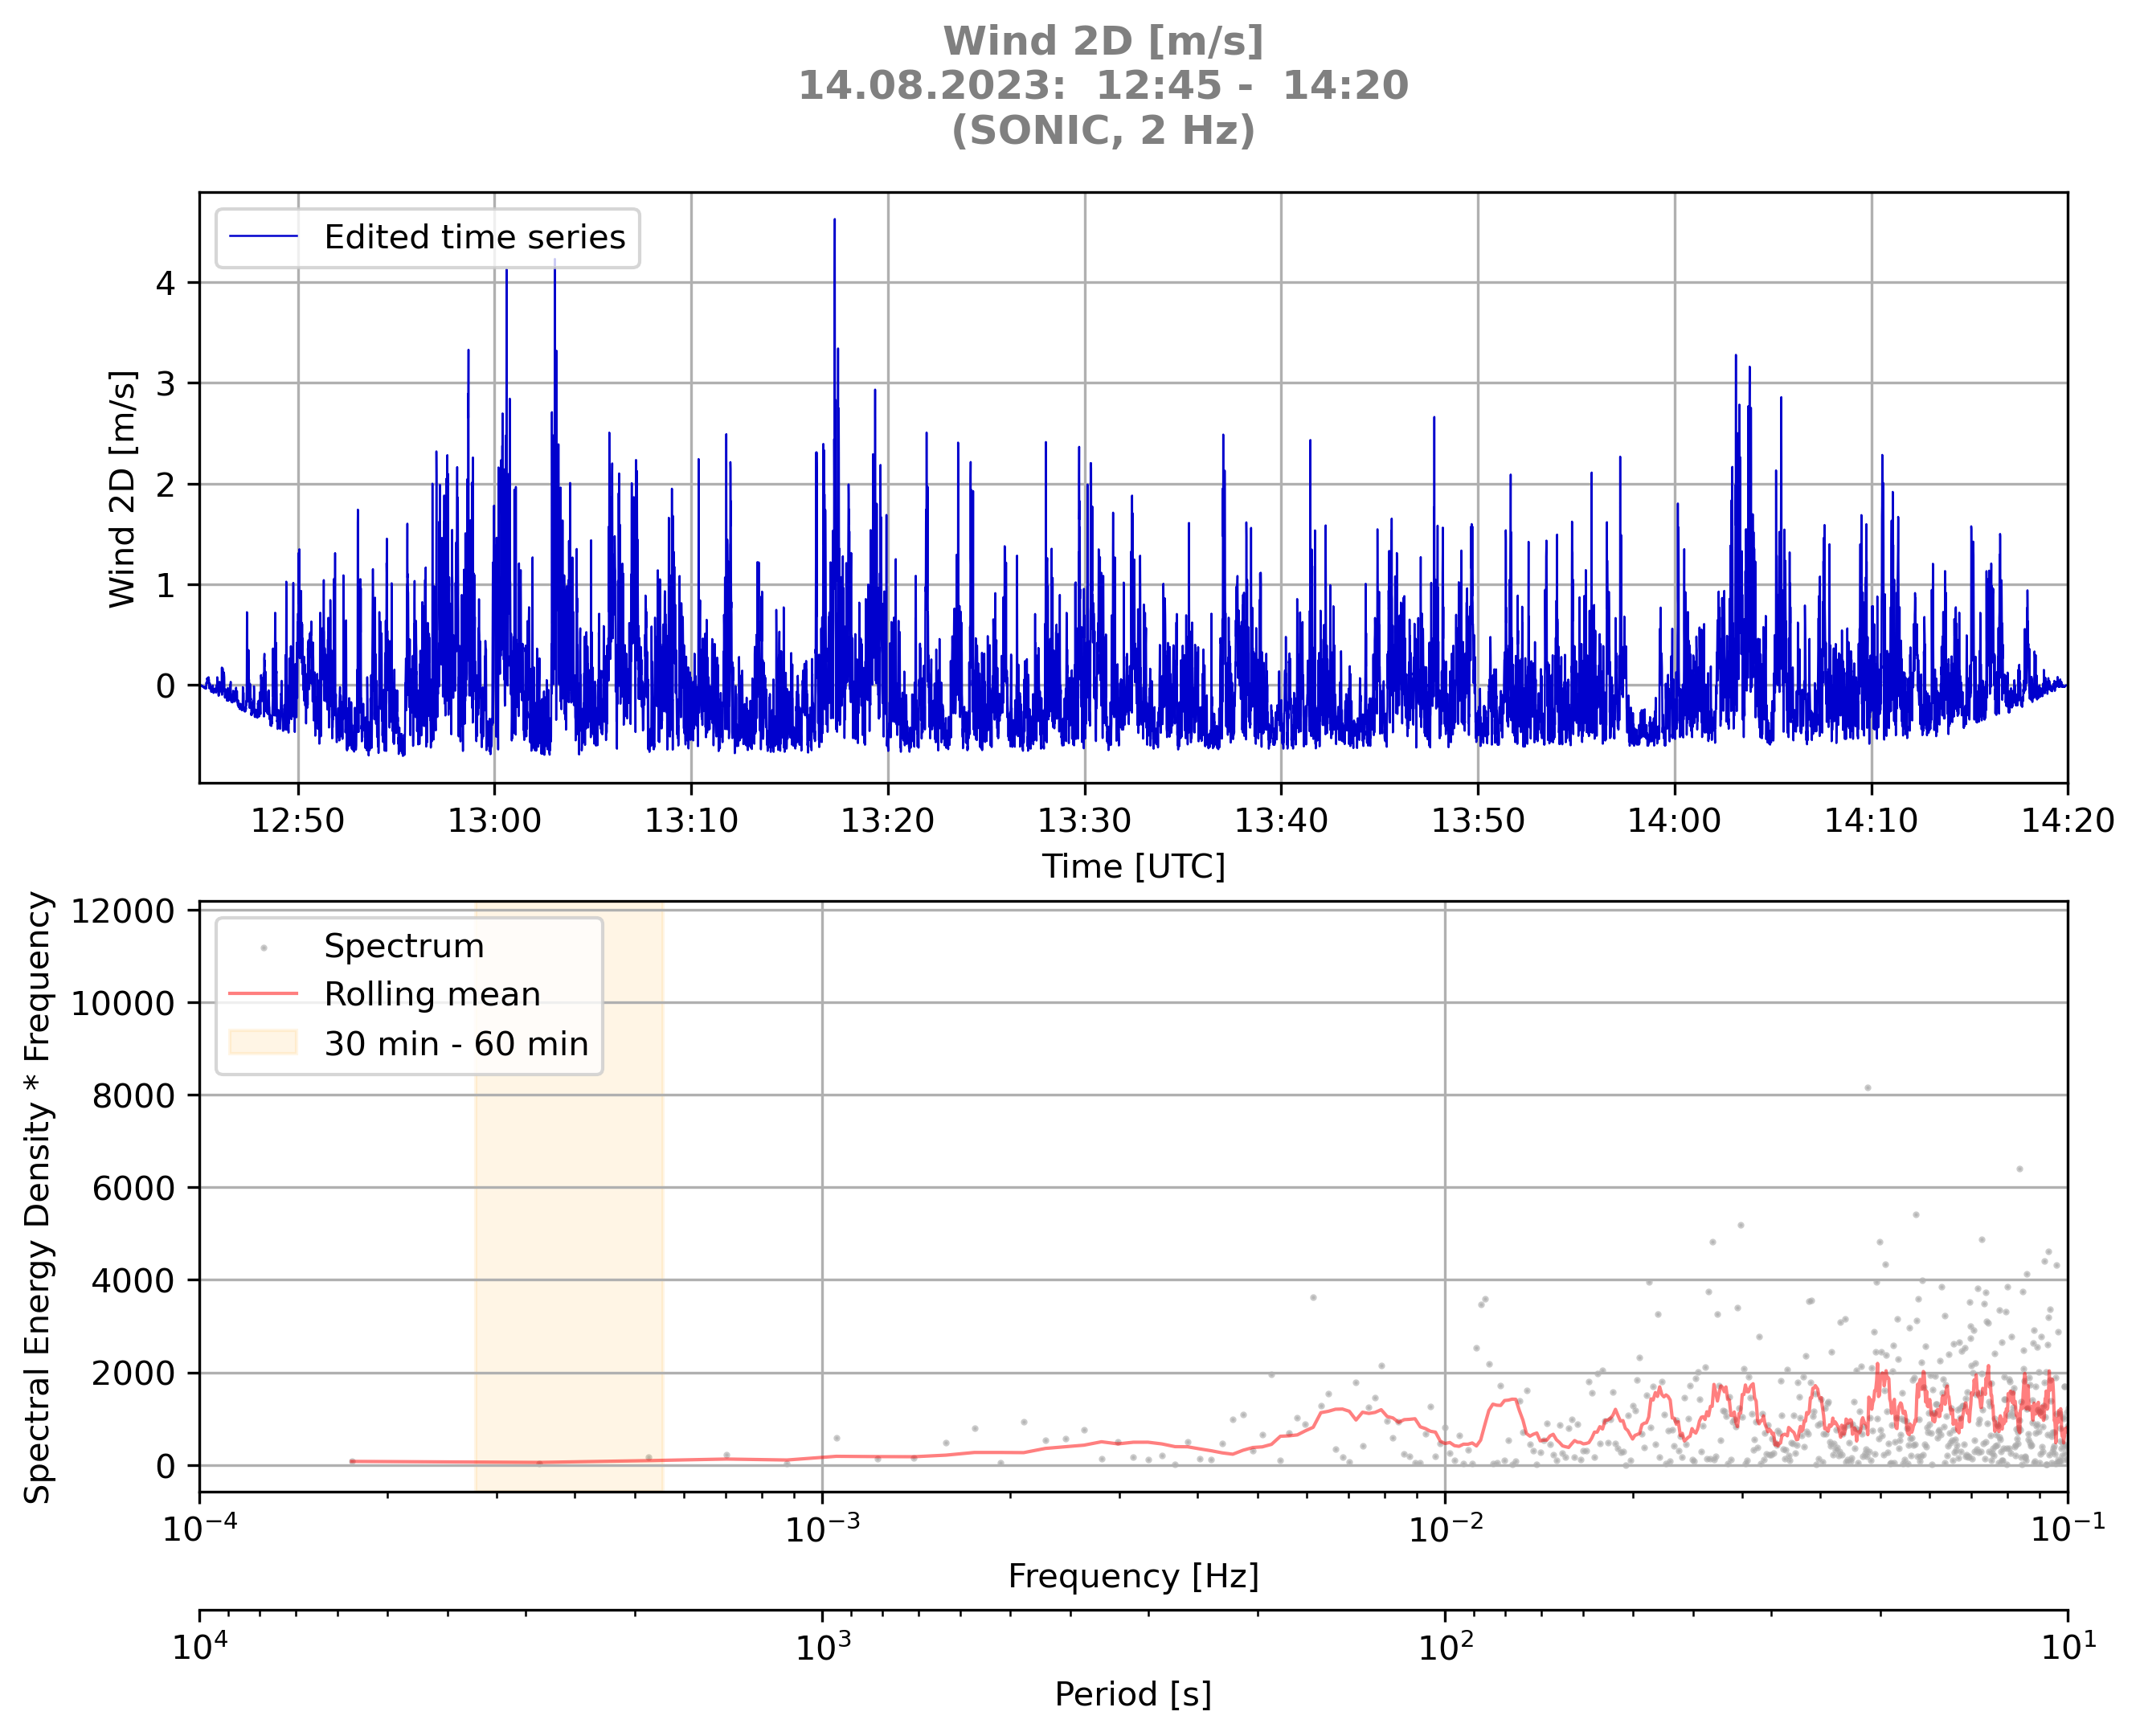 Wind 2D [m/s]
14.08.2023:  12:45 -  14:20
(SONIC, 2 Hz)
Edited time series
Wind 2D [m/s]
4
3
2
1
0
12:50 13:00 13:10 13:20 13:30 13:40 13:50 14:00 14:10 14:20
Time [UTC]
Spectrum
Rolling mean
30 min - 60 min
Spectral Energy Density * Frequency
12000
10000
8000
6000
4000
2000
0
10⁻⁴ 10⁻³ 10⁻² 10⁻¹
Frequency [Hz]
10⁴ 10³ 10² 10¹
Period [s]